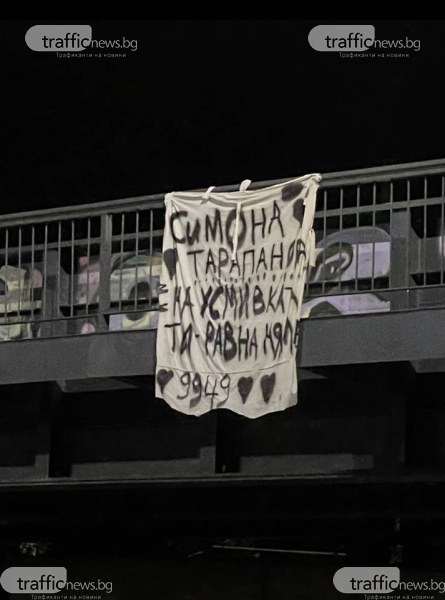 trafficnews.bg
Трафиканти на новини
trafficnews.bg
Трафиканти на новини
СИМОНА
ТАРАПАНОВА
НА УСМИВКАТА
ТИ-РАВНА НЯМА
9949
trafficnews.bg
Трафиканти на новини
trafficnews.bg
Трафиканти на новини